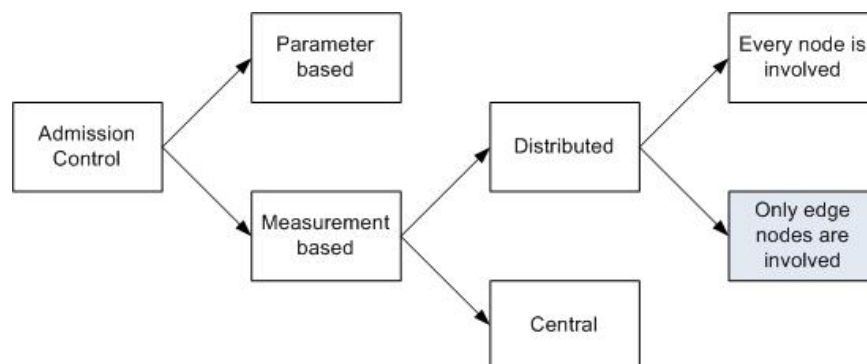 Parameter
based
Every node is
involved
Admission
Control
Distributed
Measurement
based
Only edge
nodes are
involved
Central